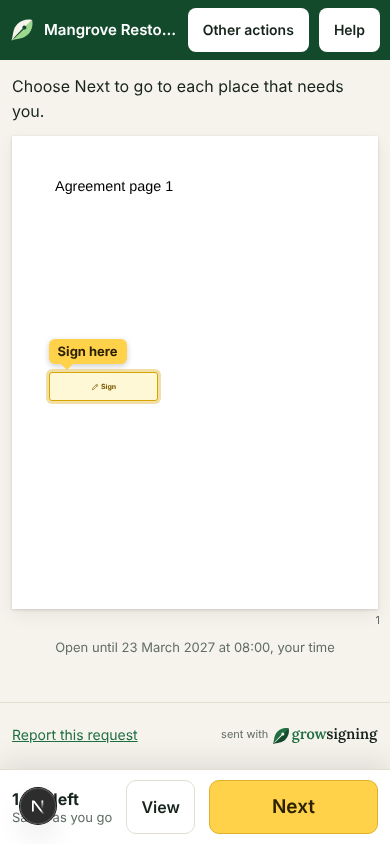 Mangrove Resto...
Other actions
Help
Choose Next to go to each place that needs
you.
Agreement page 1
Sign here
Sign
1
Open until 23 March 2027 at 08:00, your time
Report this request
sent with growsigning
1 left
N
as you go
View
Next